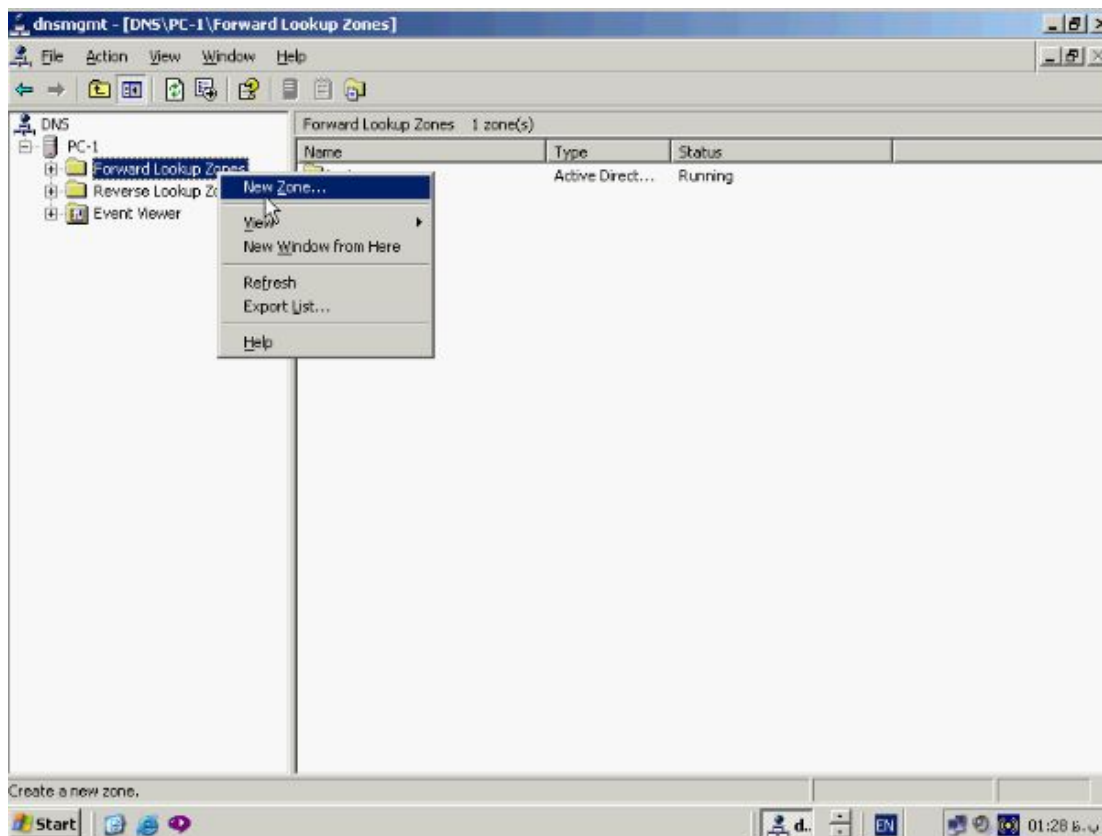 dnsmgmt - [DNS\PC-1\Forward Lookup Zones]
File Action View Window Help
DNS
PC-1
Forward Lookup Zones
Reverse Lookup Zo
Event Viewer
Forward Lookup Zones 1 zone(s)
Name Type Status
Active Direct... Running
New Zone...
View
New Window from Here
Refresh
Export List...
Help
Create a new zone.
Start d.. EN 01:28 ب.ظ